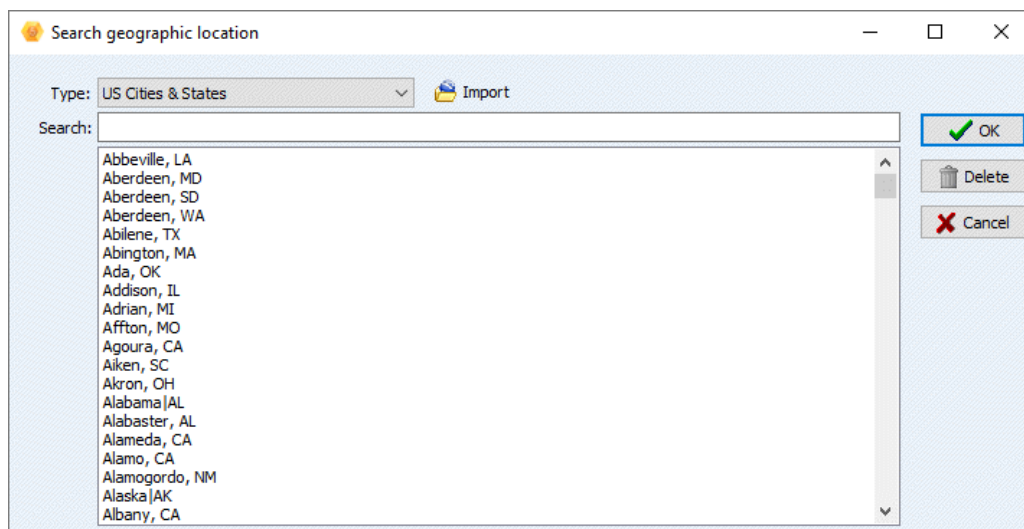 Search geographic location
Type: US Cities & States Import
Search:
OK
Delete
Cancel
Abbeville, LA
Aberdeen, MD
Aberdeen, SD
Aberdeen, WA
Abilene, TX
Abington, MA
Ada, OK
Addison, IL
Adrian, MI
Affton, MO
Agoura, CA
Aiken, SC
Akron, OH
Alabama|AL
Alabaster, AL
Alameda, CA
Alamo, CA
Alamogordo, NM
Alaska|AK
Albany, CA